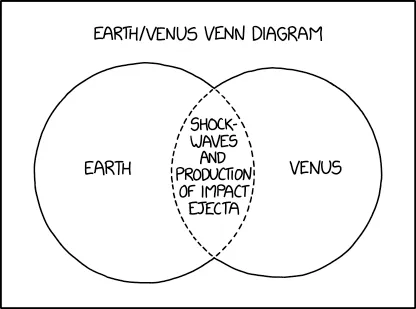 EARTH/VENUS VENN DIAGRAM
SHOCK-
WAVES
AND
PRODUCTION
OF IMPACT
EJECTA
EARTH
VENUS